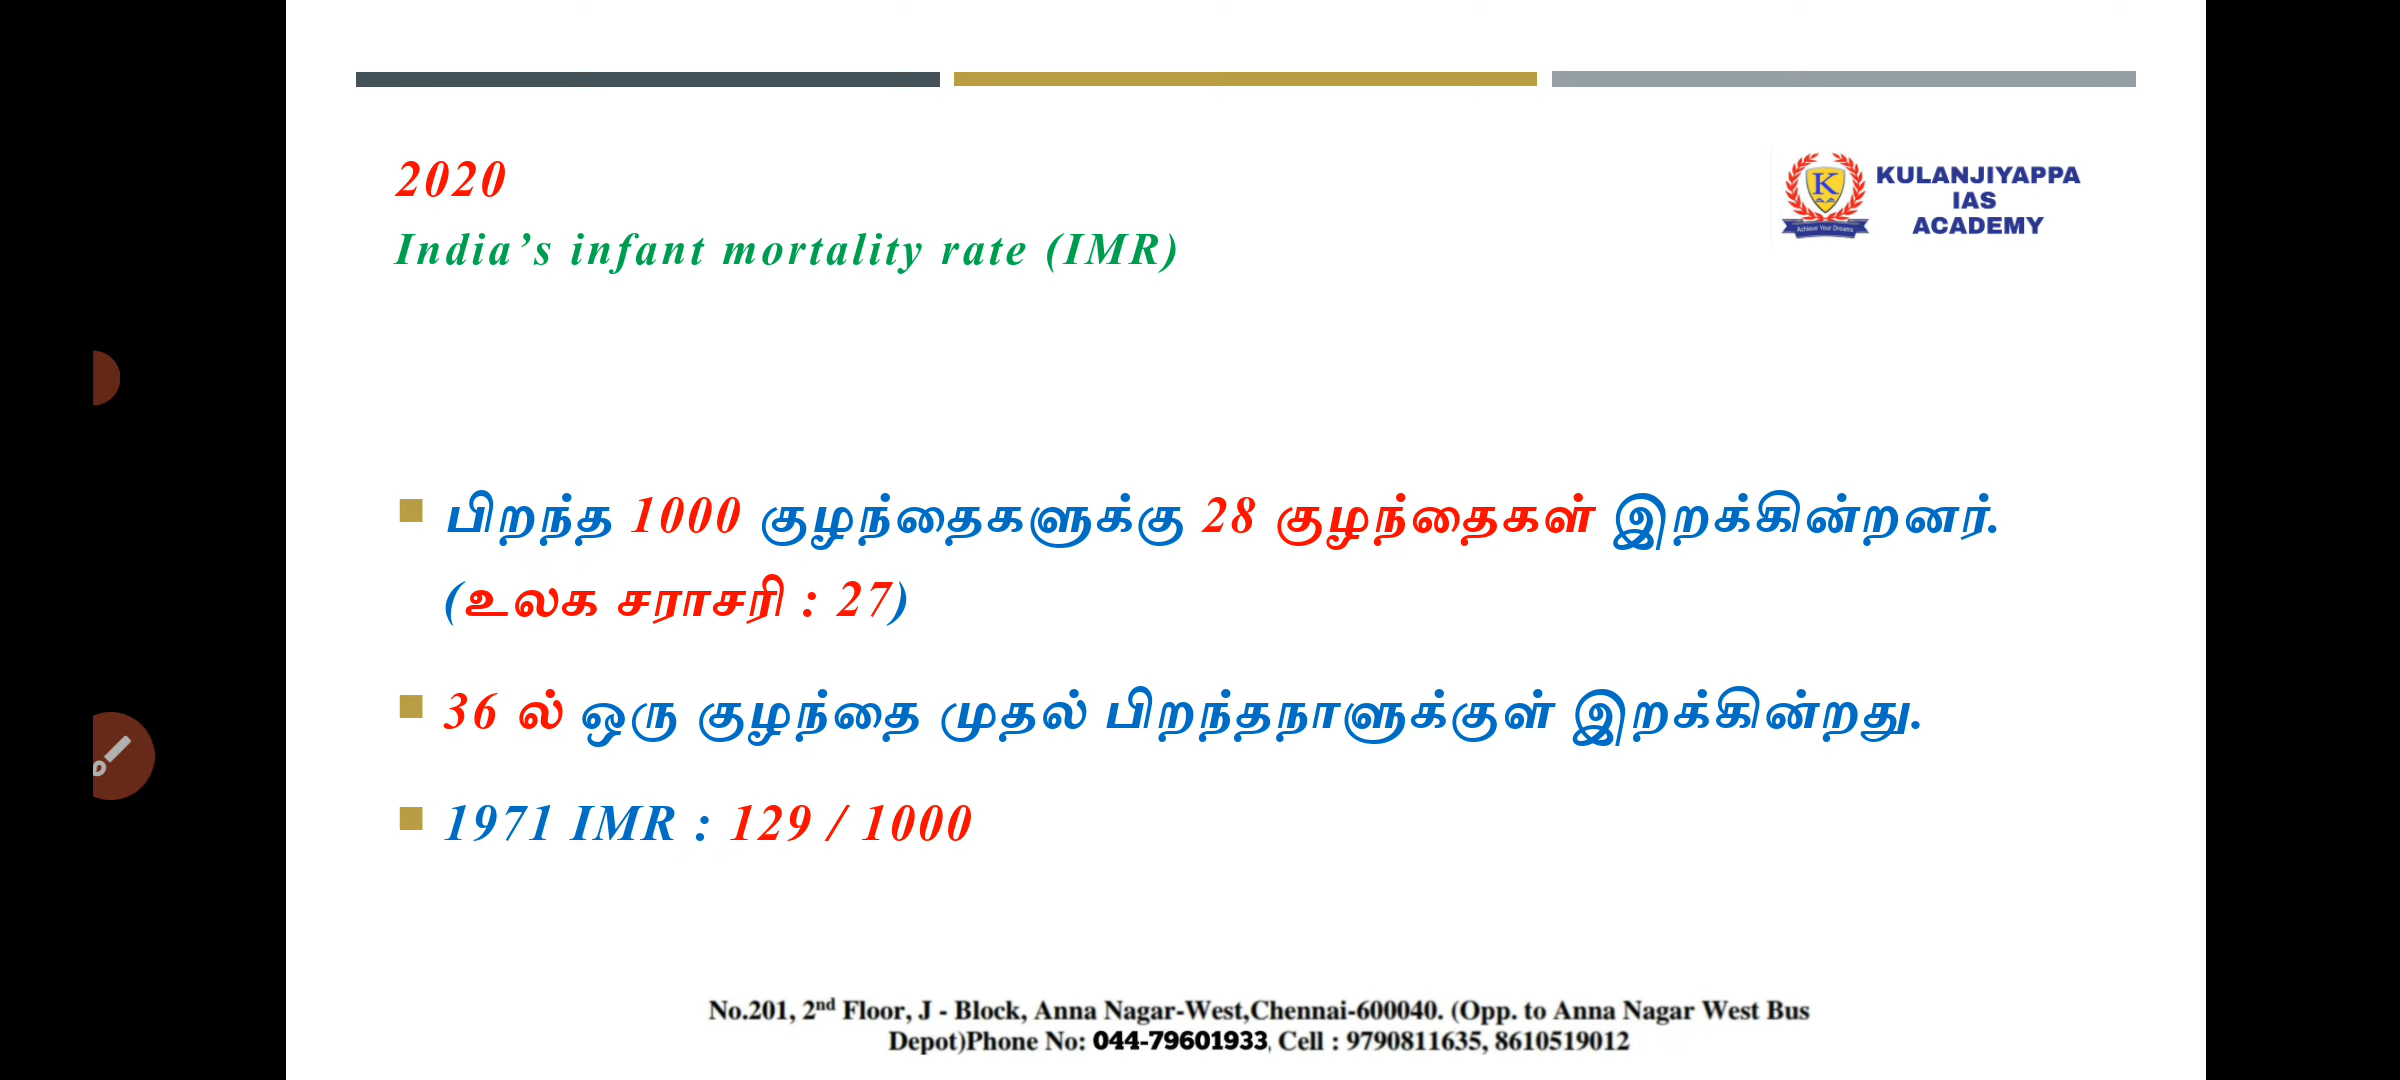 2020
India’s infant mortality rate (IMR)
KULANJIYAPPA
IAS
ACADEMY
K
Achieve Your Dreams
பிறந்த 1000 குழந்தைகளுக்கு 28 குழந்தைகள் இறக்கின்றனர்.
(உலக சராசரி : 27)
36 ல் ஒரு குழந்தை முதல் பிறந்தநாளுக்குள் இறக்கின்றது.
1971 IMR : 129 / 1000
No.201, 2nd Floor, J - Block, Anna Nagar-West,Chennai-600040. (Opp. to Anna Nagar West Bus
Depot)Phone No: 044-79601933, Cell : 9790811635, 8610519012